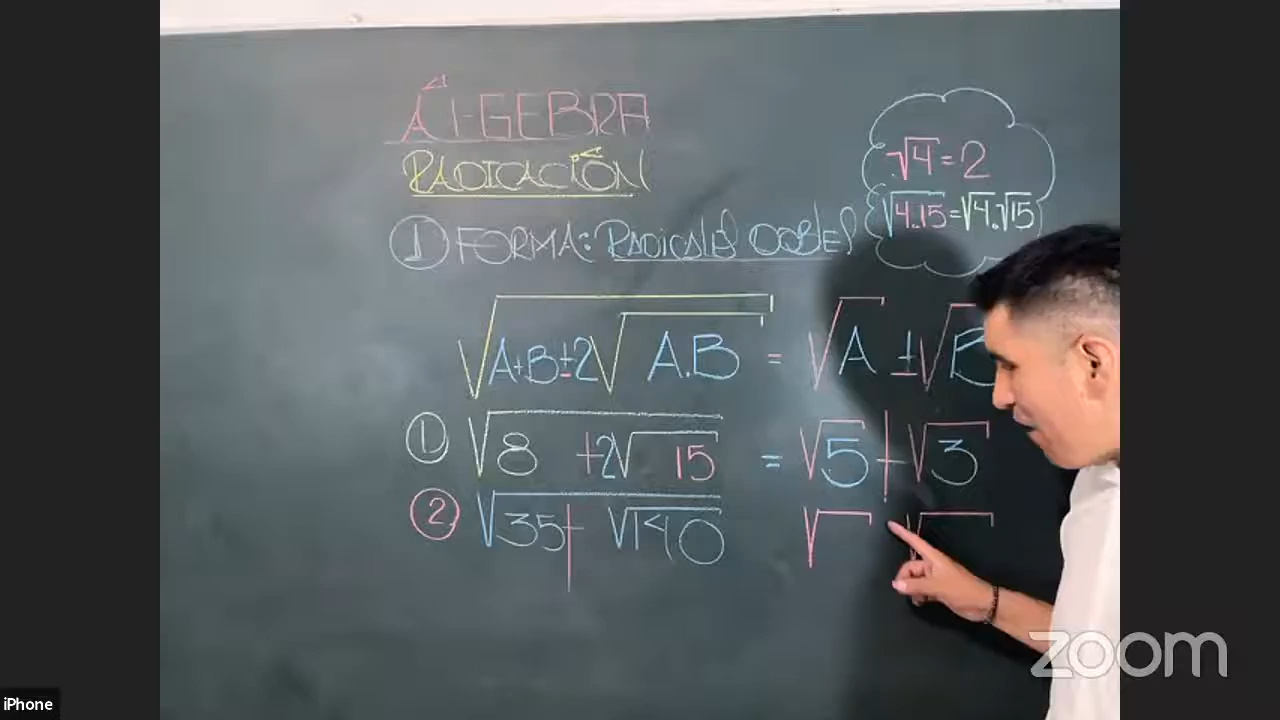 ÁLGEBRA
RADICACIÓN
① FORMA: RADICALES DOBLES
√4 = 2
√4.15 = √4.√15
√A+B±2√A.B = √A ± √B
① √8 +2√15 = √5 + √3
② √35+ √140 √ √
zoom
iPhone